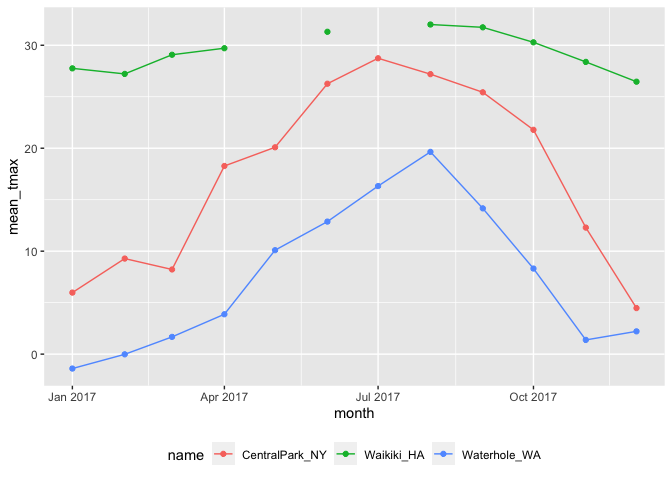 30
20
10
0
mean_tmax
Jan 2017 Apr 2017 Jul 2017 Oct 2017
month
name CentralPark_NY Waikiki_HA Waterhole_WA